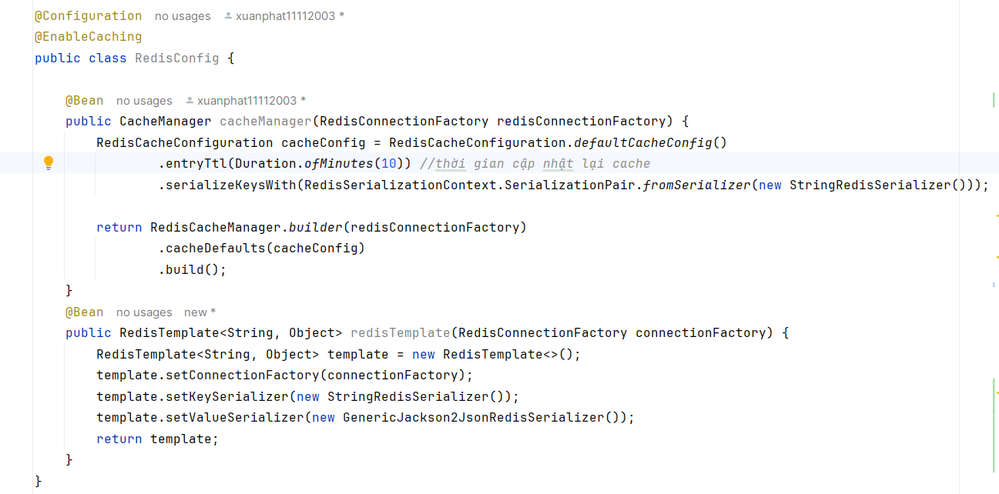 @Configuration no usages xuanphat11112003 *
@EnableCaching
public class RedisConfig {
@Bean no usages xuanphat11112003 *
public CacheManager cacheManager(RedisConnectionFactory redisConnectionFactory) {
RedisCacheConfiguration cacheConfig = RedisCacheConfiguration.defaultCacheConfig()
.entryTtl(Duration.ofMinutes(10)) //thời gian cập nhật lại cache
.serializeKeysWith(RedisSerializationContext.SerializationPair.fromSerializer(new StringRedisSerializer()));
return RedisCacheManager.builder(redisConnectionFactory)
.cacheDefaults(cacheConfig)
.build();
}
@Bean no usages new *
public RedisTemplate<String, Object> redisTemplate(RedisConnectionFactory connectionFactory) {
RedisTemplate<String, Object> template = new RedisTemplate<>();
template.setConnectionFactory(connectionFactory);
template.setKeySerializer(new StringRedisSerializer());
template.setValueSerializer(new GenericJackson2JsonRedisSerializer());
return template;
}
}